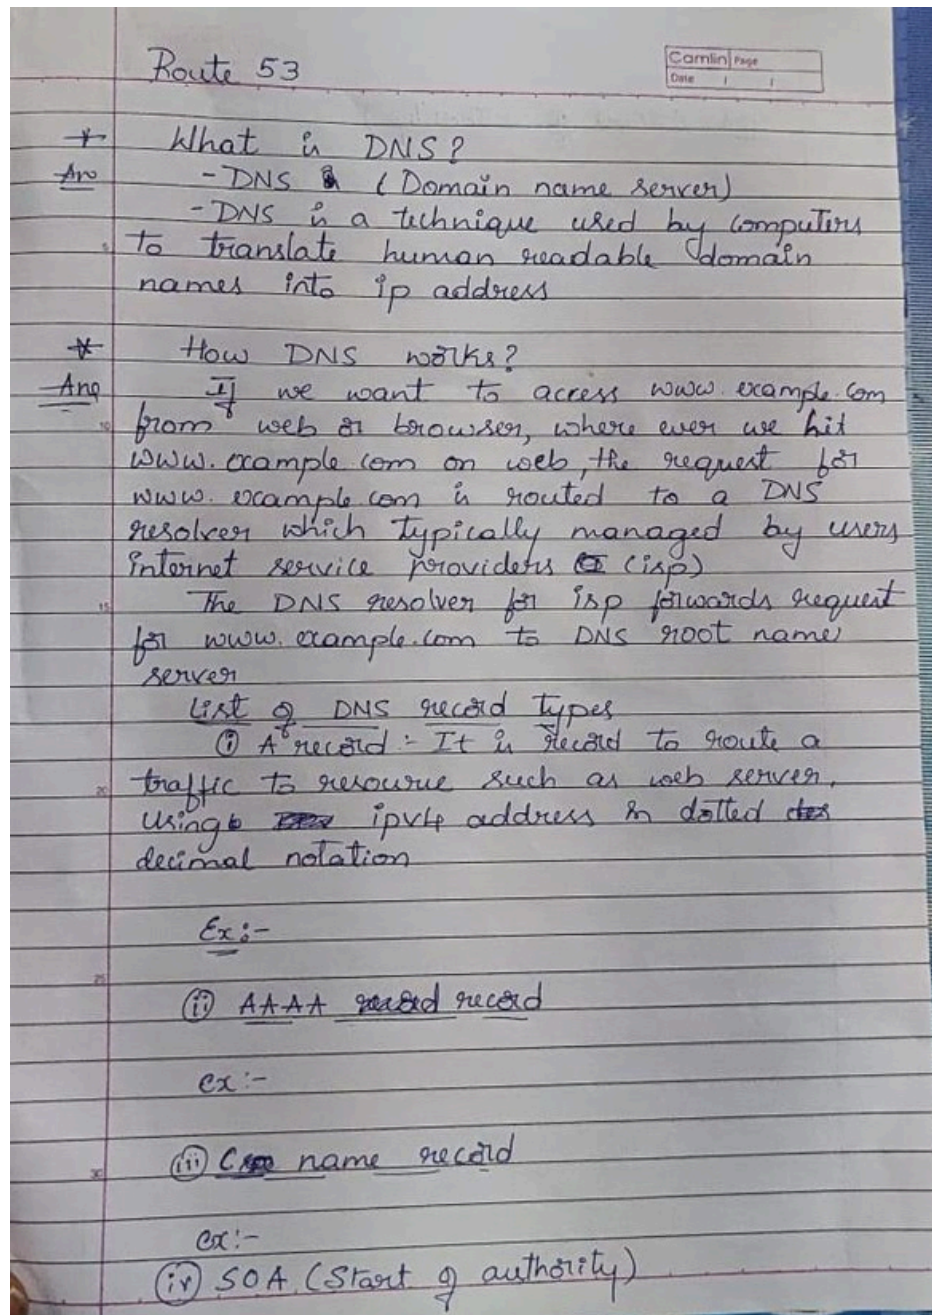 Route 53
Camlin Page
Date / /
* What is DNS?
Ans - DNS (Domain name server)
- DNS is a technique used by computers
to translate human readable domain
names into ip address
* How DNS works?
Ans If we want to access www.example.com
from web or browser, where ever we hit
www.example.com on web, the request for
www.example.com is routed to a DNS
resolver which typically managed by users
internet service providers (isp)
The DNS resolver for isp forwards request
for www.example.com to DNS root name
server
List of DNS record types
(i) A record :- It is record to route a
traffic to resource such as web server,
using ipv4 address in dotted
decimal notation
Ex:-
(ii) AAAA record
ex:-
(iii) C name record
ex:-
(iv) SOA (Start of authority)